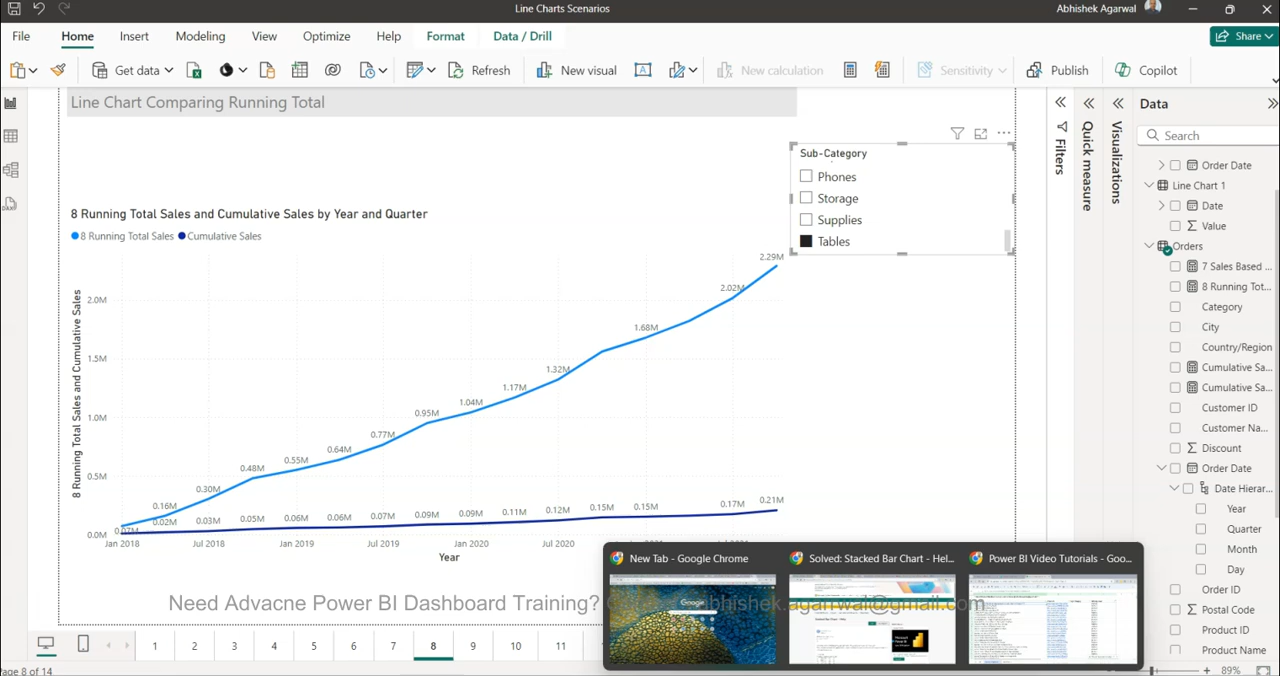 Line Charts Scenarios
Abhishek Agarwal
File Home Insert Modeling View Optimize Help Format Data / Drill Share
Get data Refresh New visual New calculation Sensitivity Publish Copilot
Line Chart Comparing Running Total
Sub-Category
Phones
Storage
Supplies
Tables
8 Running Total Sales and Cumulative Sales by Year and Quarter
8 Running Total Sales Cumulative Sales
8 Running Total Sales and Cumulative Sales
2.0M
1.5M
1.0M
0.5M
0.0M
0.07M 0.16M 0.30M 0.48M 0.55M 0.64M 0.77M 0.95M 1.04M 1.17M 1.32M 1.68M 2.02M 2.29M
0.02M 0.03M 0.05M 0.06M 0.06M 0.07M 0.09M 0.09M 0.11M 0.12M 0.15M 0.15M 0.17M 0.21M
Jan 2018 Jul 2018 Jan 2019 Jul 2019 Jan 2020 Jul 2020
Year
Filters
Quick measure
Visualizations
Data
Search
Order Date
Line Chart 1
Date
Value
Orders
7 Sales Based ...
8 Running Tot...
Category
City
Country/Region
Cumulative Sa...
Cumulative Sa...
Customer ID
Customer Na...
Discount
Order Date
Date Hierar...
Year
Quarter
Month
Day
Order ID
Postal Code
Product ID
Product Name
New Tab - Google Chrome
Solved: Stacked Bar Chart - Hel...
Power BI Video Tutorials - Goo...
Google
Need Advacne Power BI Dashboard Training? abhishek.agarrwal@gmail.com
1 3 4 5 8 9 10 11
Page 8 of 14
89%